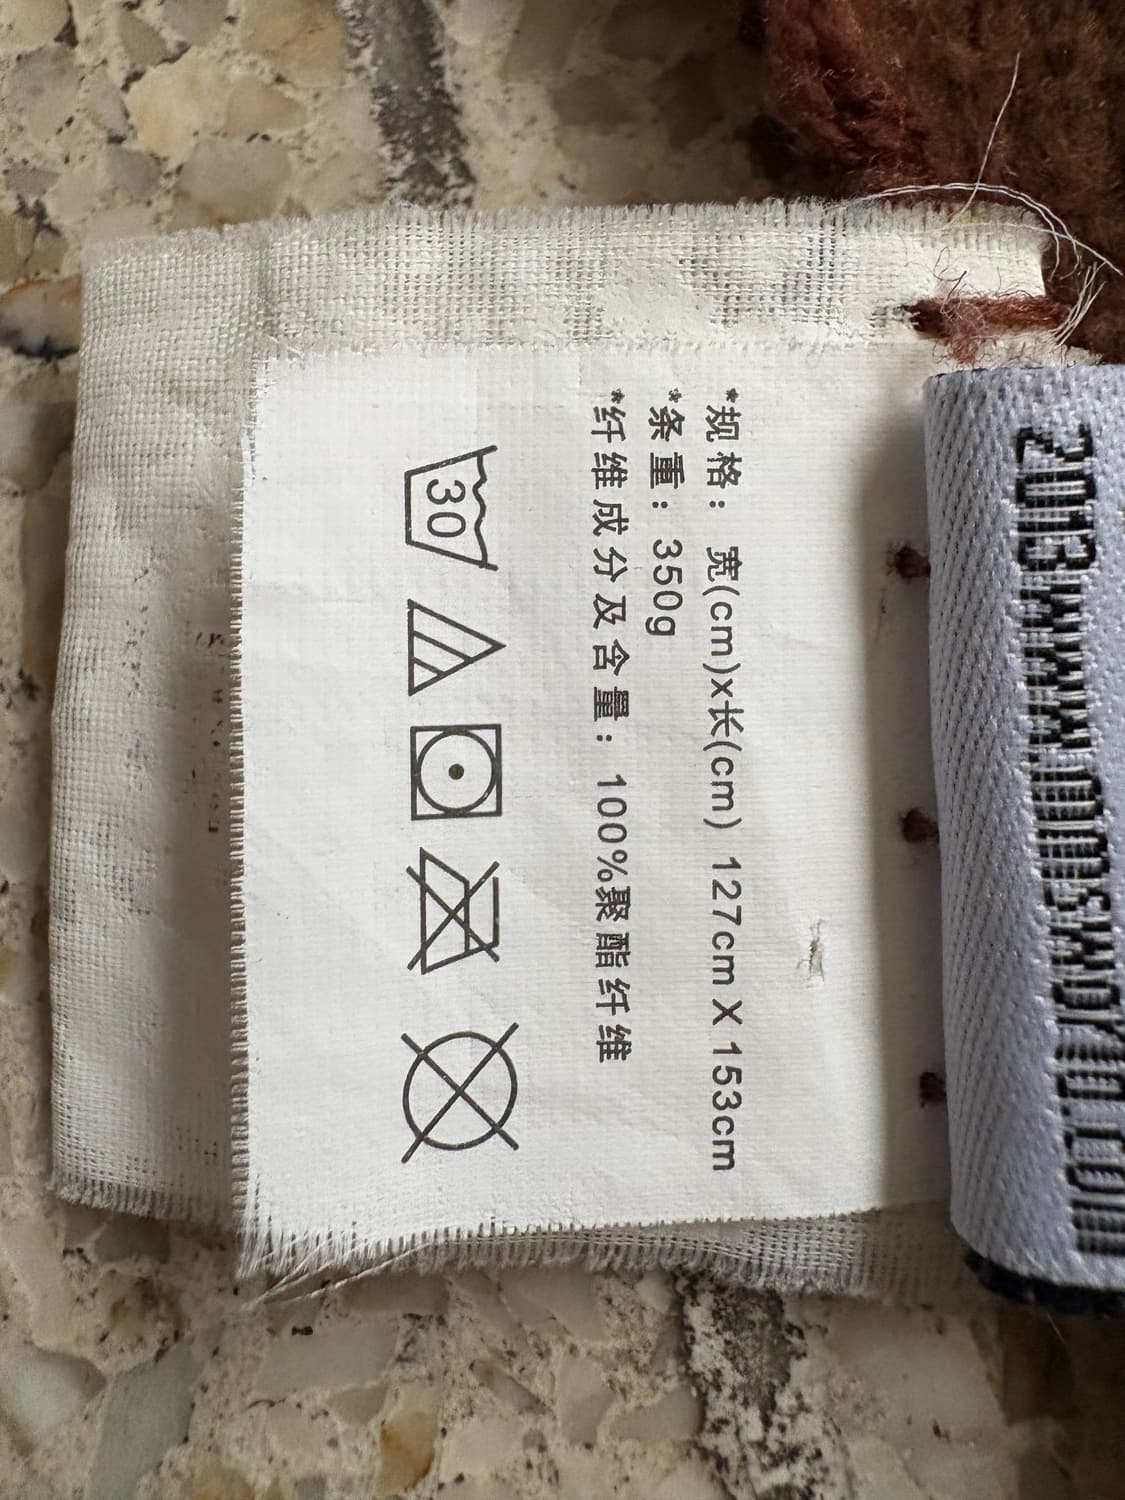 *规格：宽(cm)x长(cm) 127cm X 153cm
*条重：350g
*纤维成分及含量：100%聚酯纤维
30